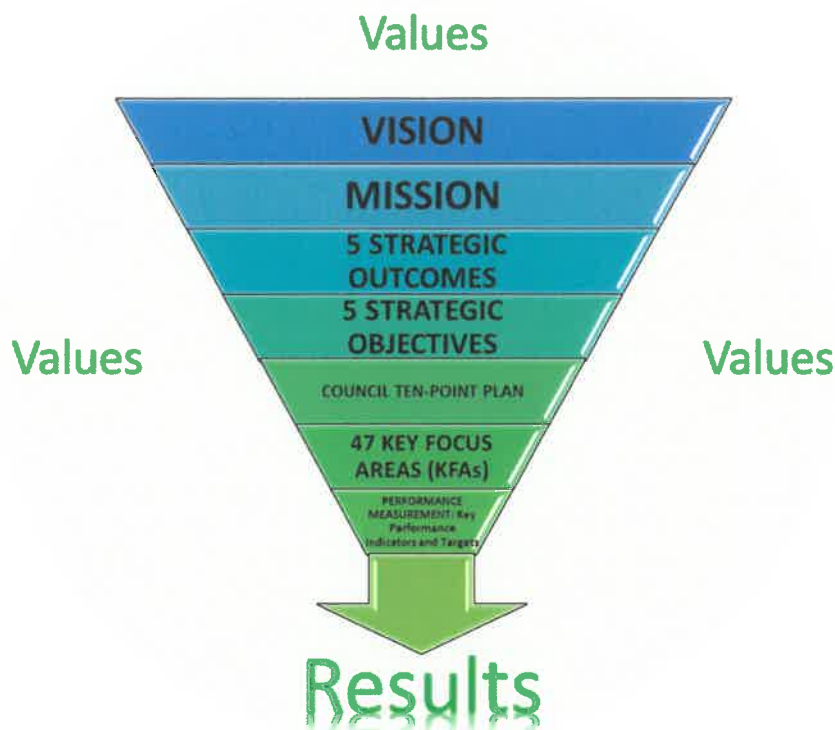 Values
VISION
MISSION
5 STRATEGIC
OUTCOMES
5 STRATEGIC
OBJECTIVES
Values
Values
COUNCIL TEN-POINT PLAN
47 KEY FOCUS
AREAS (KFAs)
PERFORMANCE
MEASUREMENT: Key
Performance
Indicators and Targets
Results